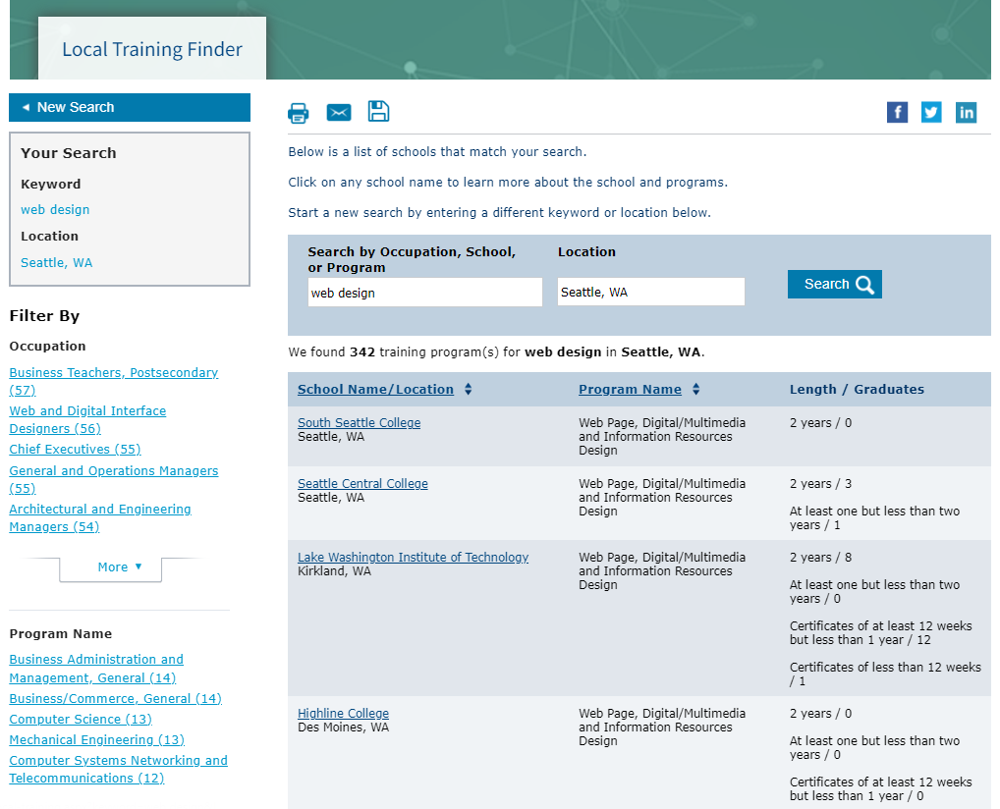 Local Training Finder
◄ New Search
Your Search
Keyword
web design
Location
Seattle, WA
Filter By
Occupation
Business Teachers, Postsecondary
(57)
Web and Digital Interface
Designers (56)
Chief Executives (55)
General and Operations Managers
(55)
Architectural and Engineering
Managers (54)
More ▼
Program Name
Business Administration and
Management, General (14)
Business/Commerce, General (14)
Computer Science (13)
Mechanical Engineering (13)
Computer Systems Networking and
Telecommunications (12)
f
in
Below is a list of schools that match your search.
Click on any school name to learn more about the school and programs.
Start a new search by entering a different keyword or location below.
Search by Occupation, School,
or Program
web design
Location
Seattle, WA
Search
We found 342 training program(s) for web design in Seattle, WA.
School Name/Location Program Name Length / Graduates
South Seattle College
Seattle, WA
Web Page, Digital/Multimedia
and Information Resources
Design
2 years / 0
Seattle Central College
Seattle, WA
Web Page, Digital/Multimedia
and Information Resources
Design
2 years / 3
At least one but less than two
years / 1
Lake Washington Institute of Technology
Kirkland, WA
Web Page, Digital/Multimedia
and Information Resources
Design
2 years / 8
At least one but less than two
years / 0
Certificates of at least 12 weeks
but less than 1 year / 12
Certificates of less than 12 weeks
/ 1
Highline College
Des Moines, WA
Web Page, Digital/Multimedia
and Information Resources
Design
2 years / 0
At least one but less than two
years / 0
Certificates of at least 12 weeks
but less than 1 year / 0